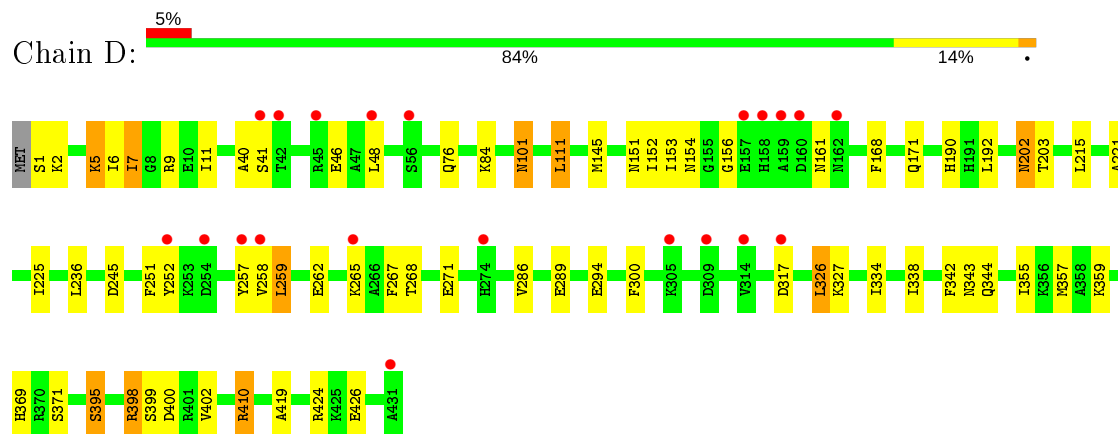 5%
Chain D:
84% 14% •
MET S1 K2 K5 I6 I7 G8 R9 E10 I11 A40 S41 T42 R45 E46 A47 L48 S56 Q76 K84 N101 L111 M145 N151 I152 I153 N154 G155 G156 E157 H158 A159 D160 N161 N162 F168 Q171 H190 H191 L192 N202 T203 L215 A221
I225 L236 D245 F251 Y252 K253 D254 Y257 V258 L259 E262 K265 A266 F267 T268 E271 H274 V286 E289 E294 F300 K305 D309 V314 D317 L326 K327 I334 I338 F342 N343 Q344 I355 K356 M357 A358 K359
H369 R370 S371 S395 R398 S399 D400 R401 V402 R410 A419 R424 K425 E426 A431